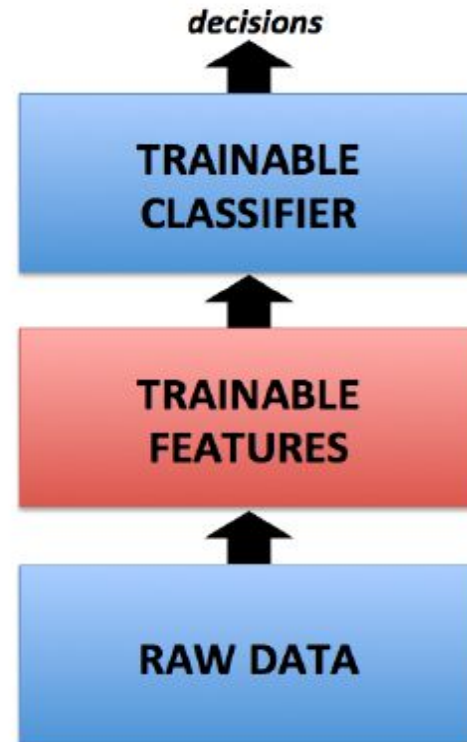 decisions
TRAINABLE
CLASSIFIER
TRAINABLE
FEATURES
RAW DATA